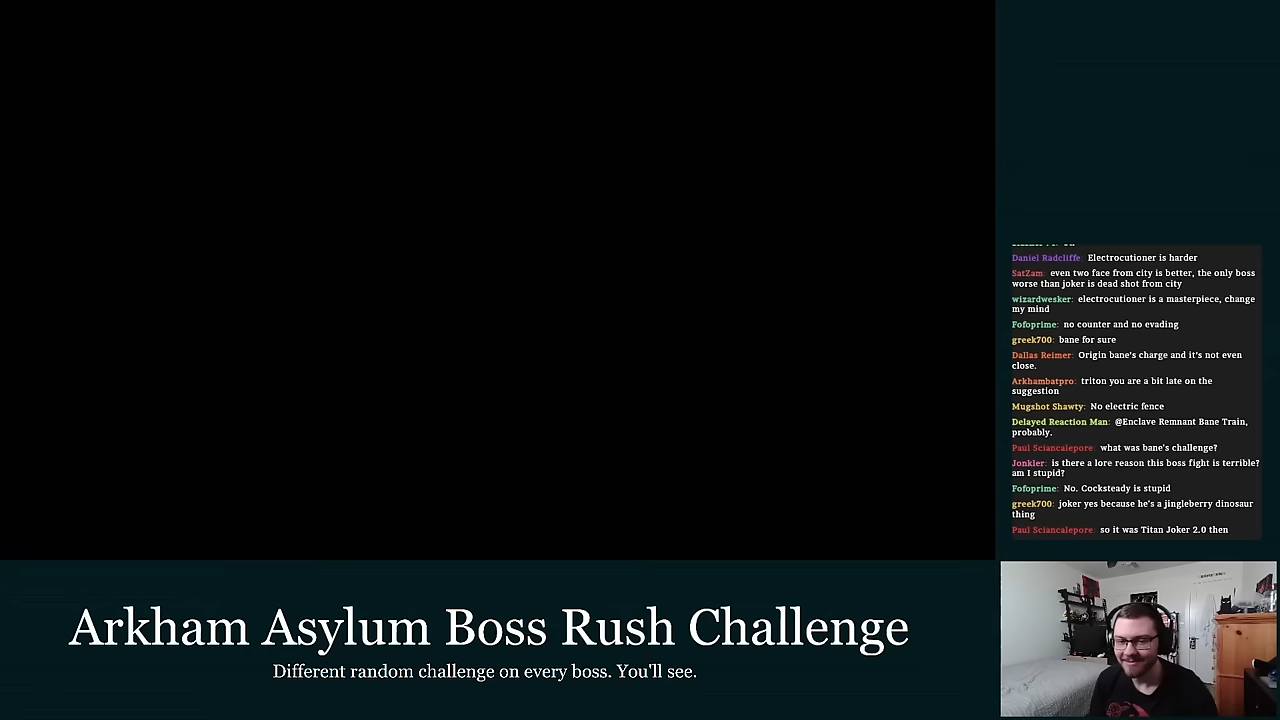 Daniel Radcliffe: Electrocutioner is harder
SatZam: even two face from city is better, the only boss
worse than joker is dead shot from city
wizardwesker: electrocutioner is a masterpiece, change
my mind
Fofoprime: no counter and no evading
greek700: bane for sure
Dallas Reimer: Origin bane's charge and it's not even
close.
Arkhambatpro: triton you are a bit late on the
suggestion
Mugshot Shawty: No electric fence
Delayed Reaction Man: @Enclave Remnant Bane Train,
probably.
Paul Sciancalepore: what was bane's challenge?
Jonkler: is there a lore reason this boss fight is terrible?
am I stupid?
Fofoprime: No. Cocksteady is stupid
greek700: joker yes because he's a jingleberry dinosaur
thing
Paul Sciancalepore: so it was Titan Joker 2.0 then
Arkham Asylum Boss Rush Challenge
Different random challenge on every boss. You'll see.